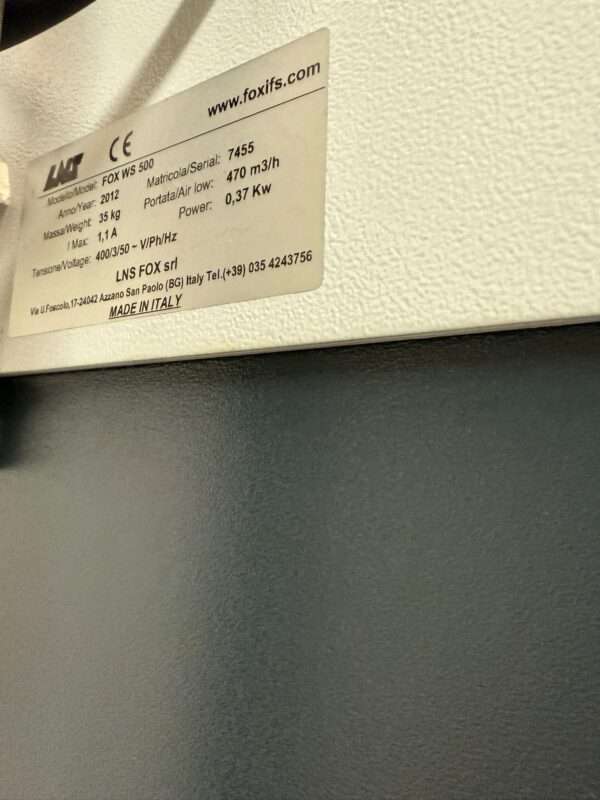 www.foxifs.com
LNS CE
Modello/Model: FOX WS 500
Matricola/Serial: 7455
Anno/Year: 2012
Portata/Air low: 470 m3/h
Massa/Weight: 35 kg
Power: 0,37 Kw
I Max: 1,1 A
Tensione/Voltage: 400/3/50 ~ V/Ph/Hz
LNS FOX srl
Via U.Foscolo,17-24042 Azzano San Paolo (BG) Italy Tel.(+39) 035 4243756
MADE IN ITALY